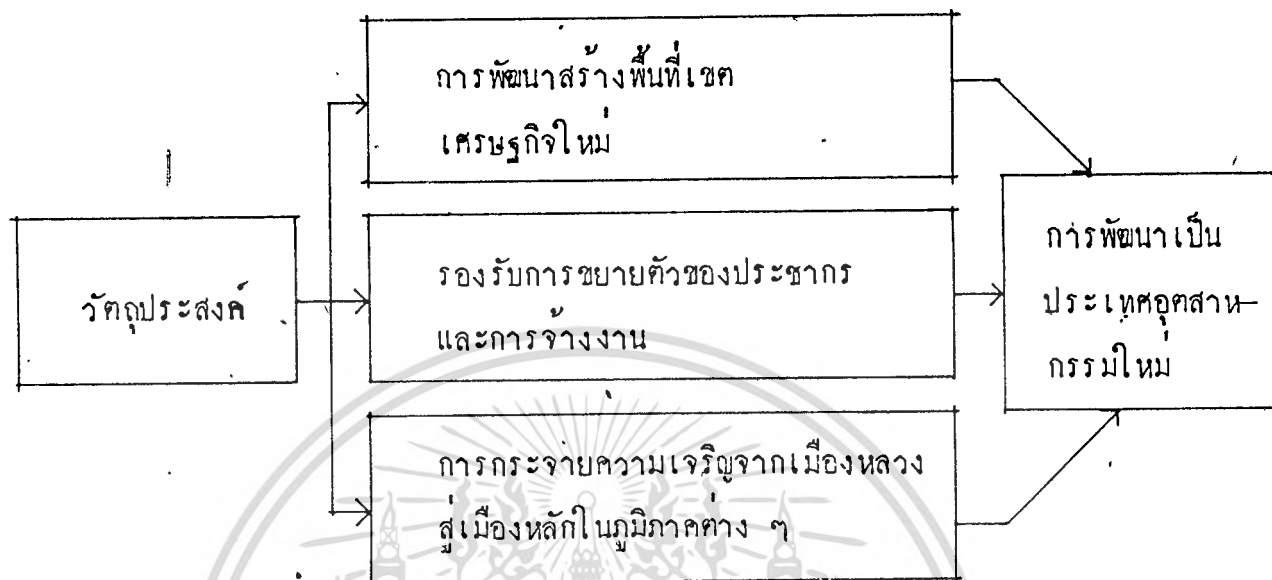 การพัฒนาสร้างพื้นที่เขต
เศรษฐกิจใหม่
วัตถุประสงค์
รองรับการขยายตัวของประชากร
และการจ้างงาน
การกระจายความเจริญจากเมืองหลวง
สู่เมืองหลักในภูมิภาคต่าง ๆ
การพัฒนาเป็น
ประเทศอุตสาห-
กรรมใหม่